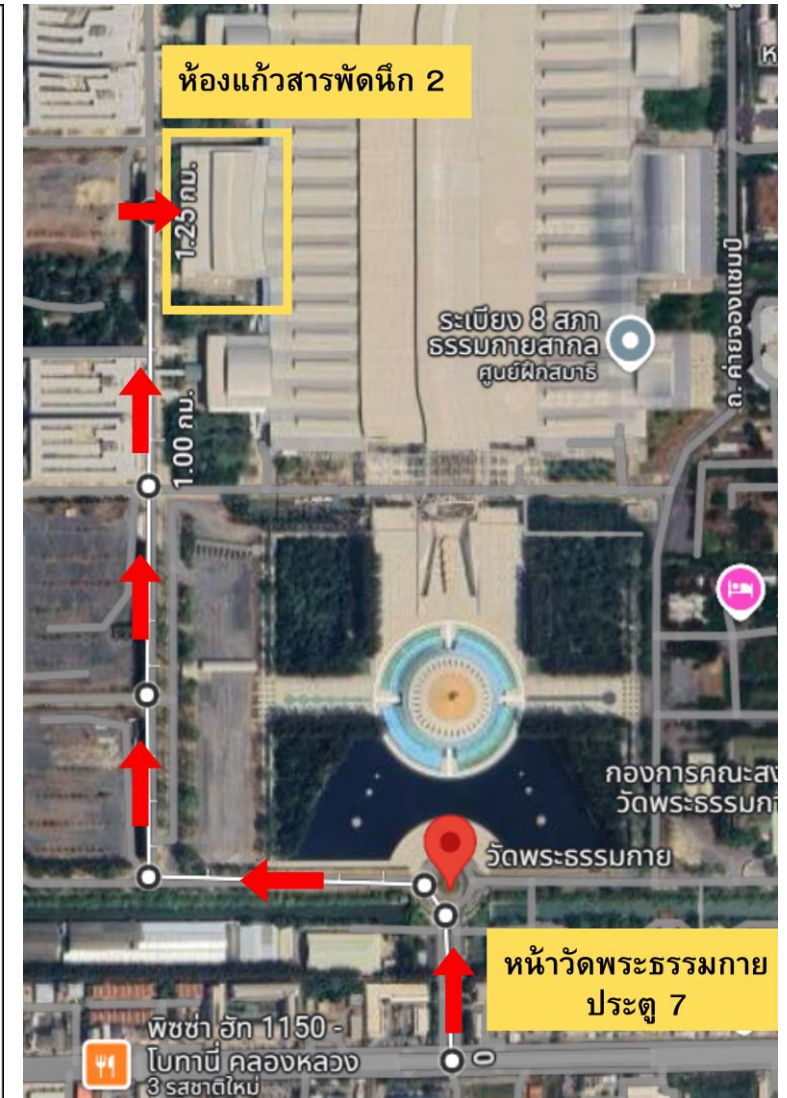 ห้องแก้วสารพัดนึก 2
1.25 กม.
ระเบียง 8 สภา
ธรรมกายสากล
ศูนย์ฝึกสมาธิ
ถ. ค่ายจองแชมป์
1.00 กม.
กองการคณะสง
วัดพระธรรมกา
วัดพระธรรมกาย
หน้าวัดพระธรรมกาย
ประตู 7
พิซซ่า ฮัท 1150 -
โบทานี่ คลองหลวง
3 รสชาติใหม่
0